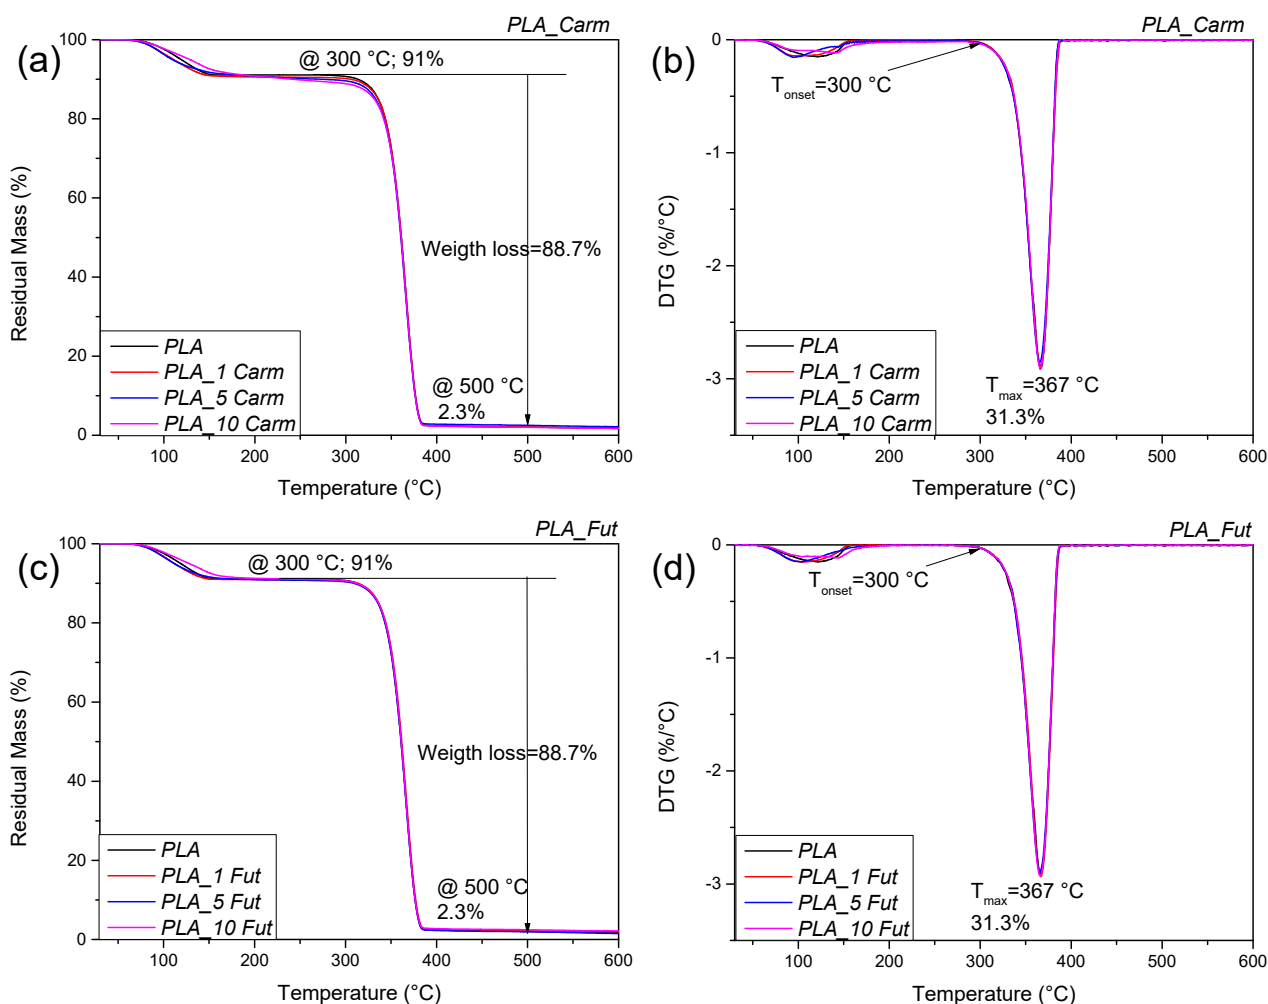 PLA_Carm
(a)
100
80
60
40
20
0
Residual Mass (%)
@ 300 °C; 91%
Weigth loss=88.7%
@ 500 °C
2.3%
PLA
PLA_1 Carm
PLA_5 Carm
PLA_10 Carm
100 200 300 400 500 600
Temperature (°C)
PLA_Carm
(b)
0
-1
-2
-3
DTG (%/°C)
Tonset=300 °C
Tmax=367 °C
31.3%
PLA
PLA_1 Carm
PLA_5 Carm
PLA_10 Carm
100 200 300 400 500 600
Temperature (°C)
PLA_Fut
(c)
100
80
60
40
20
0
Residual Mass (%)
@ 300 °C; 91%
Weigth loss=88.7%
@ 500 °C
2.3%
PLA
PLA_1 Fut
PLA_5 Fut
PLA_10 Fut
100 200 300 400 500 600
Temperature (°C)
PLA_Fut
(d)
0
-1
-2
-3
DTG (%/°C)
Tonset=300 °C
Tmax=367 °C
31.3%
PLA
PLA_1 Fut
PLA_5 Fut
PLA_10 Fut
100 200 300 400 500 600
Temperature (°C)